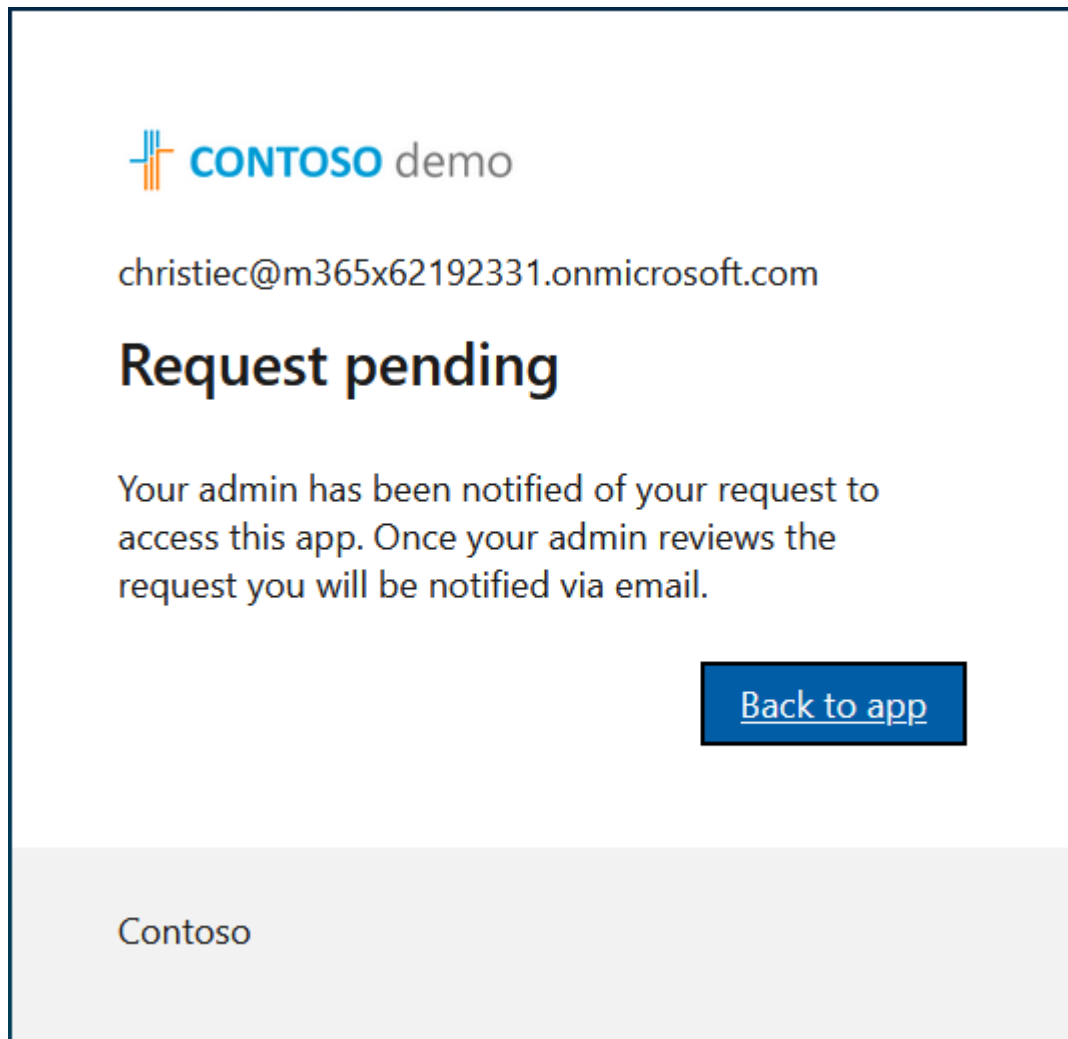 CONTOSO demo
christiec@m365x62192331.onmicrosoft.com
Request pending
Your admin has been notified of your request to
access this app. Once your admin reviews the
request you will be notified via email.
Back to app
Contoso